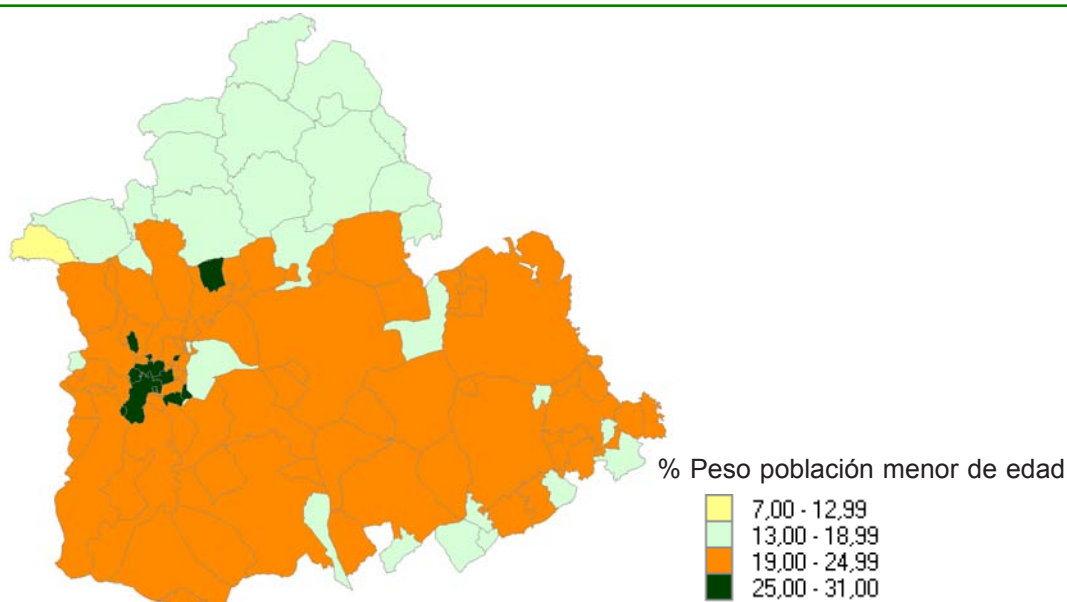 % Peso población menor de edad
7,00 - 12,99
13,00 - 18,99
19,00 - 24,99
25,00 - 31,00